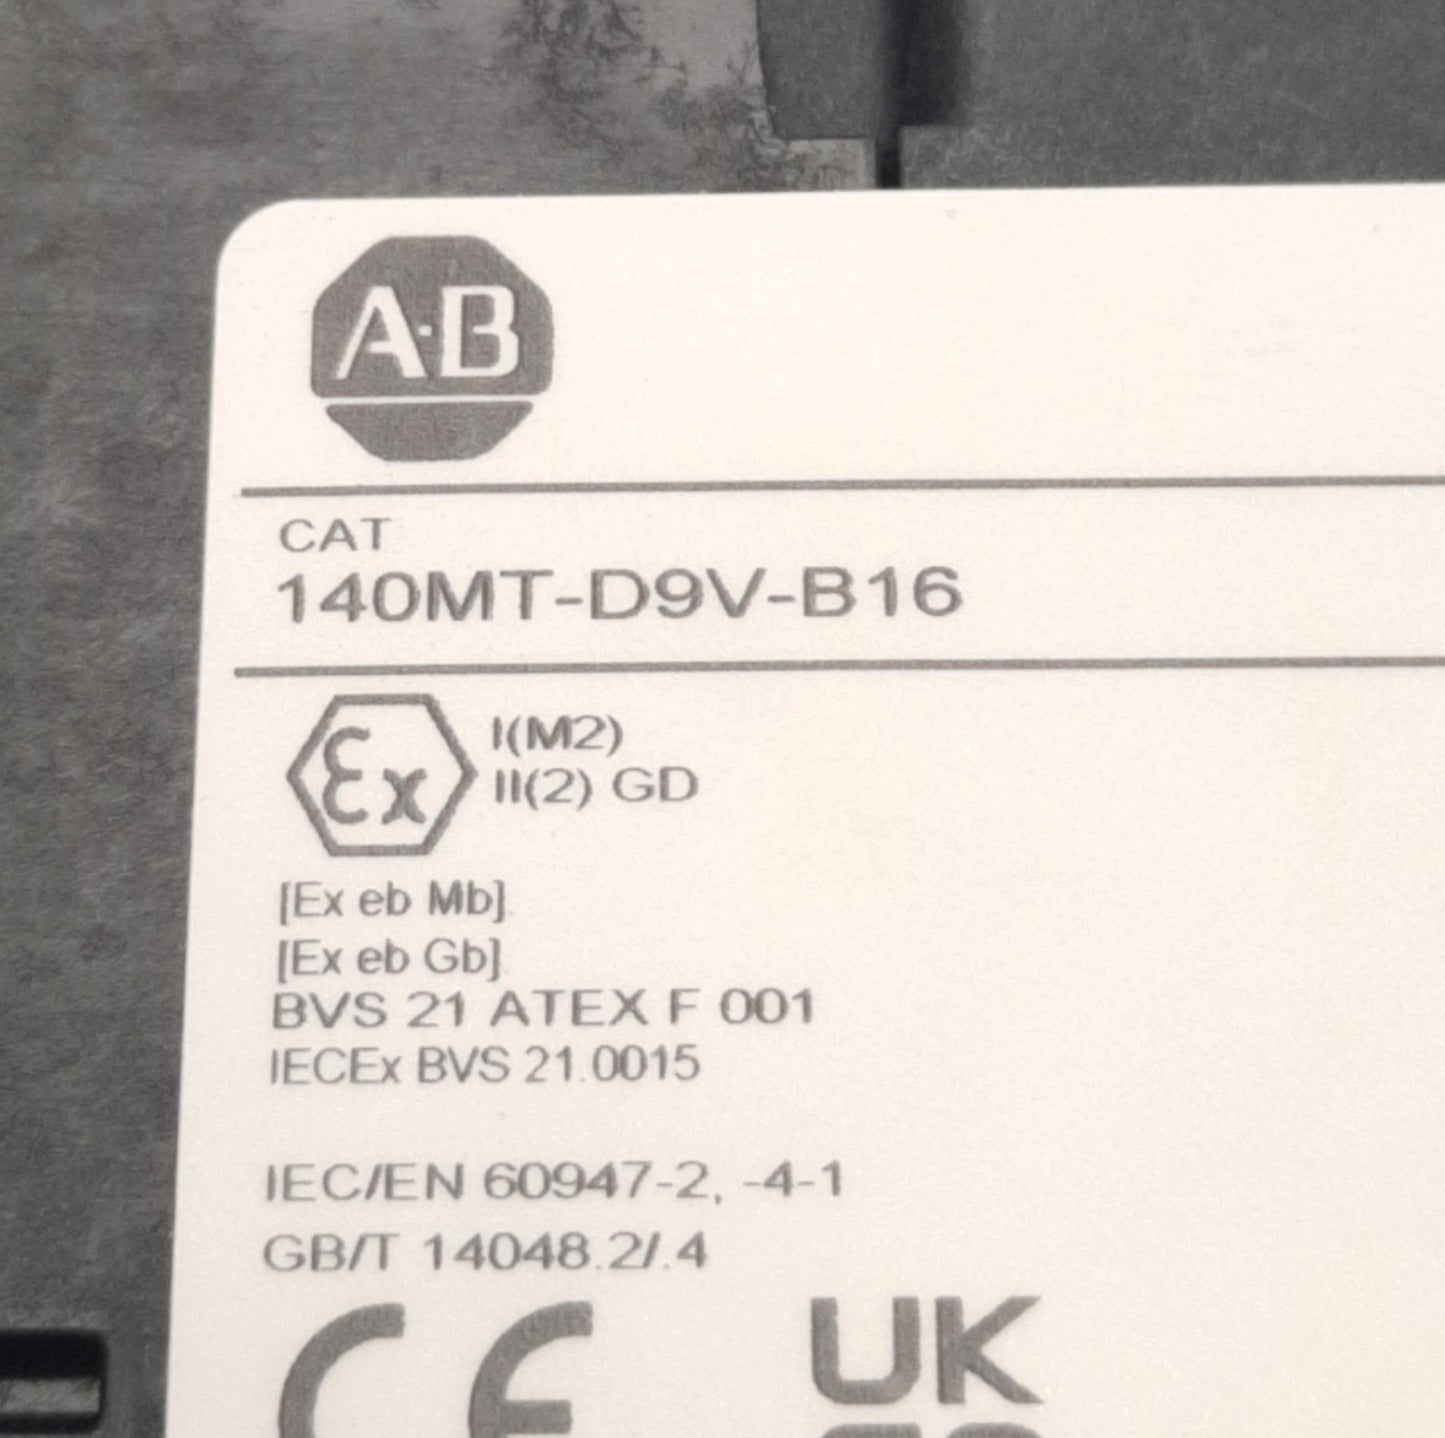 A-B
CAT
140MT-D9V-B16
Ex I(M2)
II(2) GD
[Ex eb Mb]
[Ex eb Gb]
BVS 21 ATEX F 001
IECEx BVS 21.0015
IEC/EN 60947-2, -4-1
GB/T 14048.2/.4
CE UK